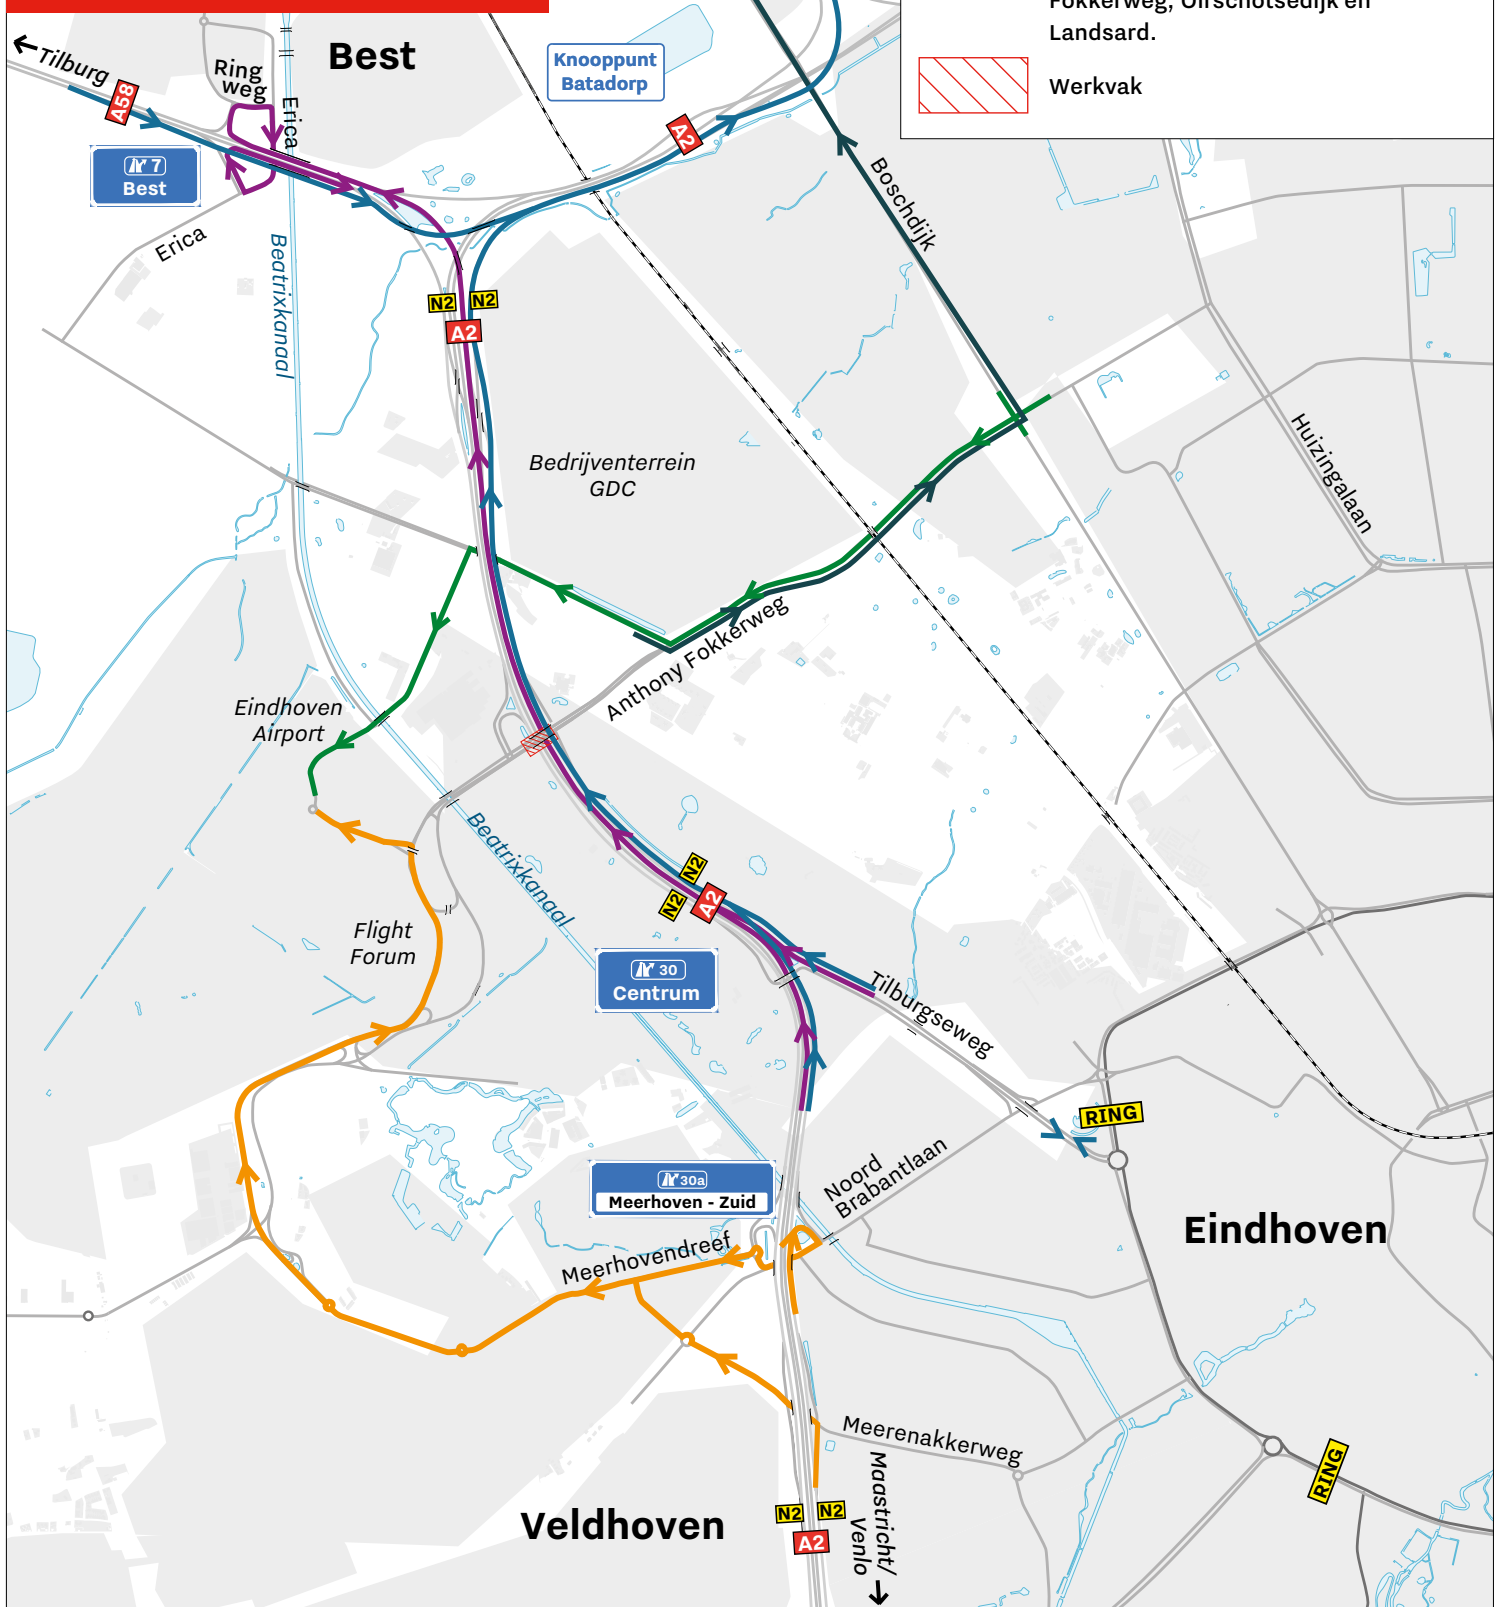 Fokkerweg, Oirschotsedijk en
Landsard.
Werkvak
Best
Tilburg
A58
Ring
weg
Erica
Knooppunt
Batadorp
A2
7
Best
Erica
Beatrixkanaal
Boschdijk
N2
N2
A2
Bedrijventerrein
GDC
Huizingalaan
Anthony Fokkerweg
Eindhoven
Airport
Beatrixkanaal
N2
N2
A2
Flight
Forum
30
Centrum
Tilburgseweg
RING
30a
Meerhoven - Zuid
Noord
Brabantlaan
Eindhoven
Meerhovendreef
Meerenakkerweg
RING
Maastricht/
Venlo
Veldhoven
N2
N2
A2